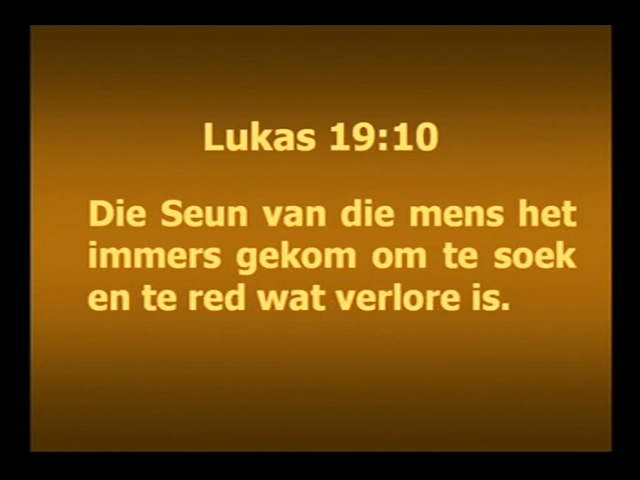 Lukas 19:10
Die Seun van die mens het
immers gekom om te soek
en te red wat verlore is.